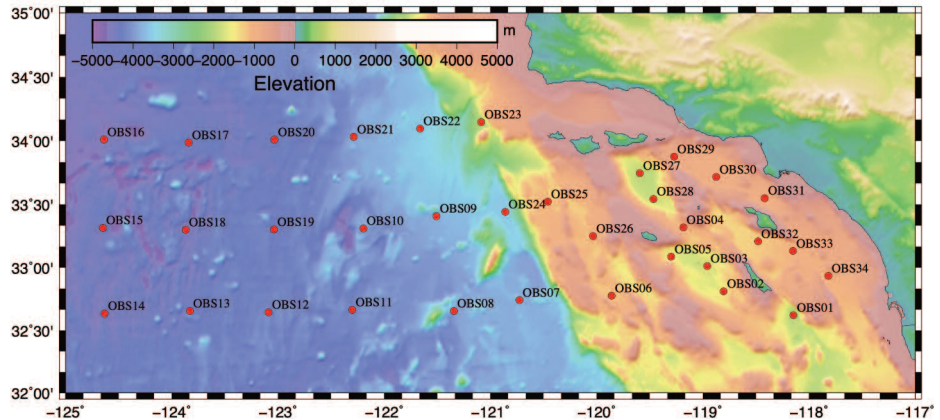 35°00'
m
-5000 -4000 -3000 -2000 -1000 0 1000 2000 3000 4000 5000
Elevation
34°30'
OBS23
OBS22
OBS16 OBS17 OBS20 OBS21
34°00'
OBS29
OBS27
OBS30
OBS28 OBS31
OBS25
33°30'
OBS24
OBS09
OBS15 OBS18 OBS19 OBS10
OBS04
OBS26
OBS32
OBS33
OBS05
OBS03
33°00'
OBS34
OBS02
OBS06
OBS07
OBS14 OBS13 OBS12 OBS11 OBS08
OBS01
32°30'
32°00'
−125° −124° −123° −122° −121° −120° −119° −118° −117°